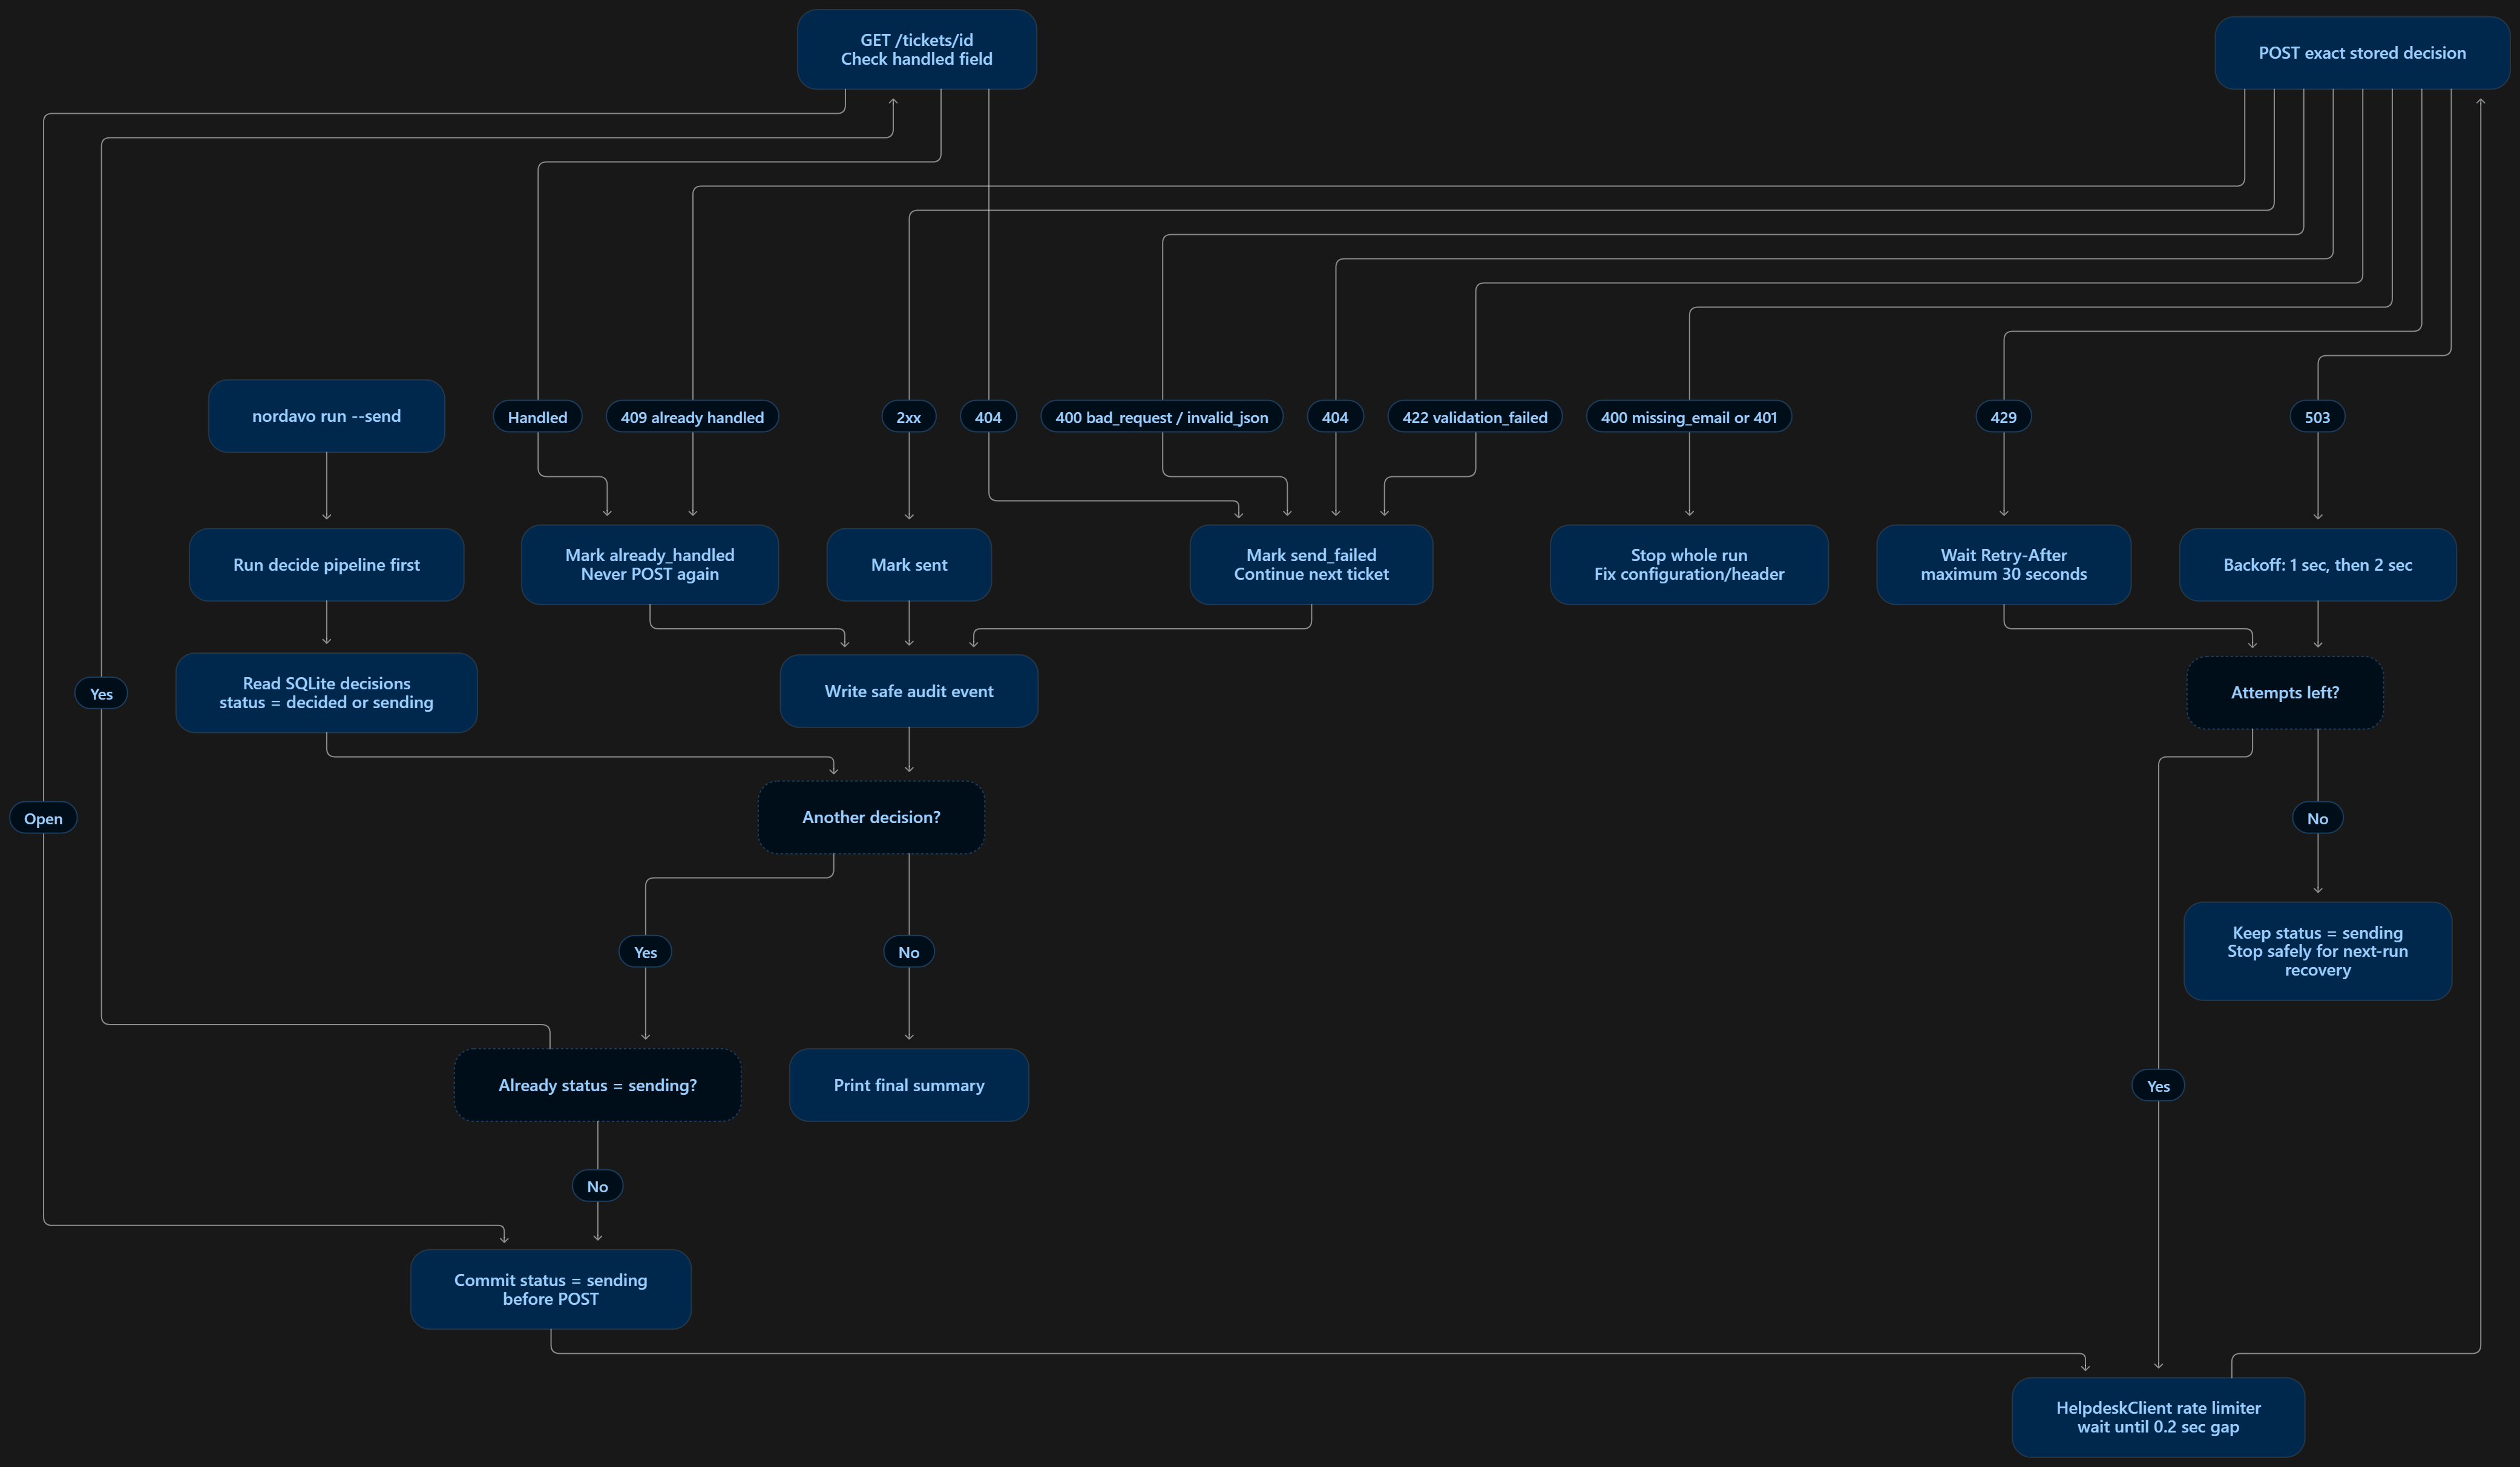 GET /tickets/id
Check handled field
POST exact stored decision
nordavo run --send
Handled
409 already handled
2xx
404
400 bad_request / invalid_json
404
422 validation_failed
400 missing_email or 401
429
503
Run decide pipeline first
Mark already_handled
Never POST again
Mark sent
Mark send_failed
Continue next ticket
Stop whole run
Fix configuration/header
Wait Retry-After
maximum 30 seconds
Backoff: 1 sec, then 2 sec
Yes
Read SQLite decisions
status = decided or sending
Write safe audit event
Attempts left?
Open
Another decision?
No
Yes
No
Keep status = sending
Stop safely for next-run
recovery
Already status = sending?
Print final summary
Yes
No
Commit status = sending
before POST
HelpdeskClient rate limiter
wait until 0.2 sec gap